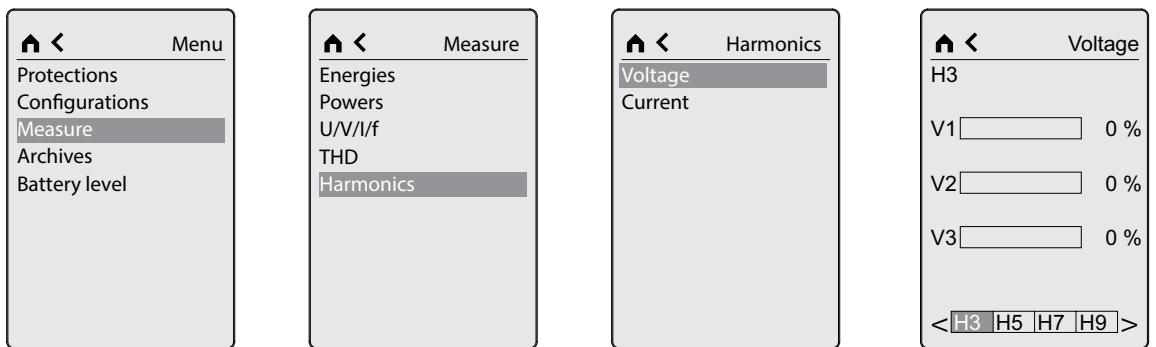 Menu
Protections
Configurations
Measure
Archives
Battery level
Measure
Energies
Powers
U/V/I/f
THD
Harmonics
Harmonics
Voltage
Current
Voltage
H3
V1 0 %
V2 0 %
V3 0 %
< H3 H5 H7 H9 >